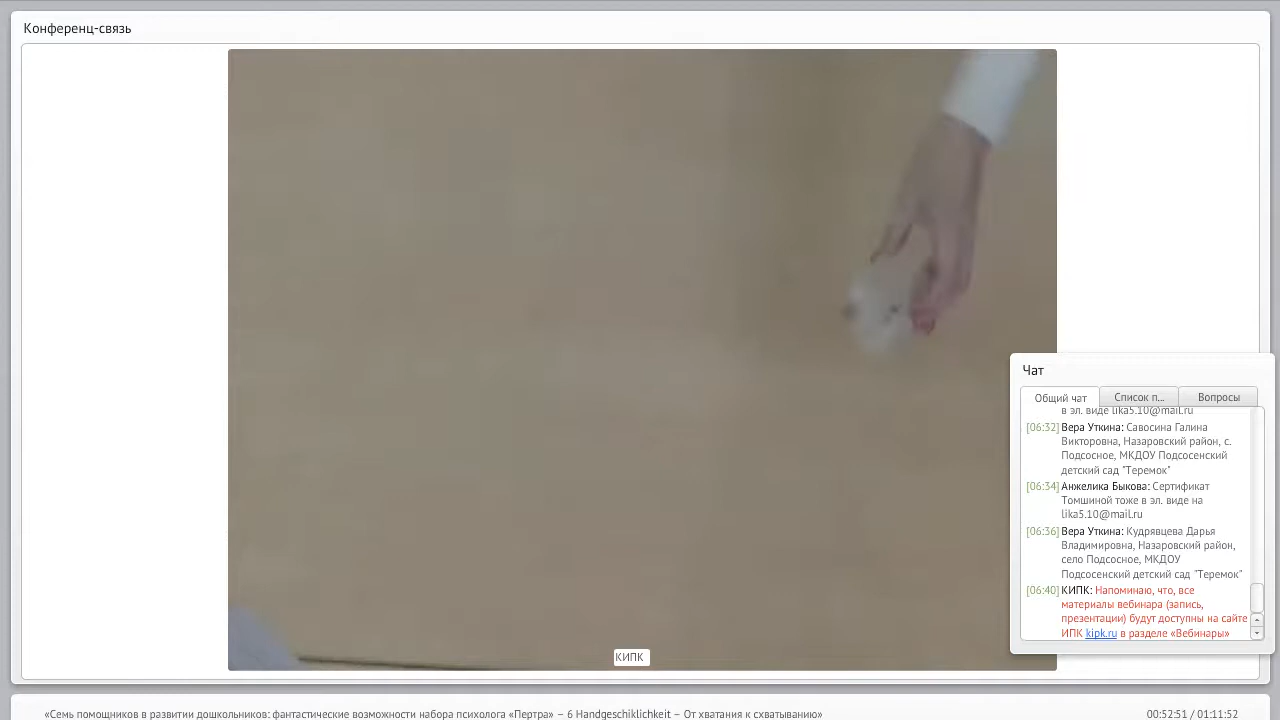 Конференц-связь
КИПК
Чат
Общий чат
Список п...
Вопросы
в эл. виде lika5.10@mail.ru
[06:32] Вера Уткина: Савосина Галина
Викторовна, Назаровский район, с.
Подсосное, МКДОУ Подсосенский
детский сад "Теремок"
[06:34] Анжелика Быкова: Сертификат
Томшиной тоже в эл. виде на
lika5.10@mail.ru
[06:36] Вера Уткина: Кудрявцева Дарья
Владимировна, Назаровский район,
село Подсосное, МКДОУ
Подсосенский детский сад "Теремок"
[06:40] КИПК: Напоминаю, что, все
материалы вебинара (запись,
презентации) будут доступны на сайте
ИПК kipk.ru в разделе «Вебинары»
«Семь помощников в развитии дошкольников: фантастические возможности набора психолога «Пертра» – 6 Handgeschiklichkeit – От хватания к схватыванию»
00:52:51 / 01:11:52